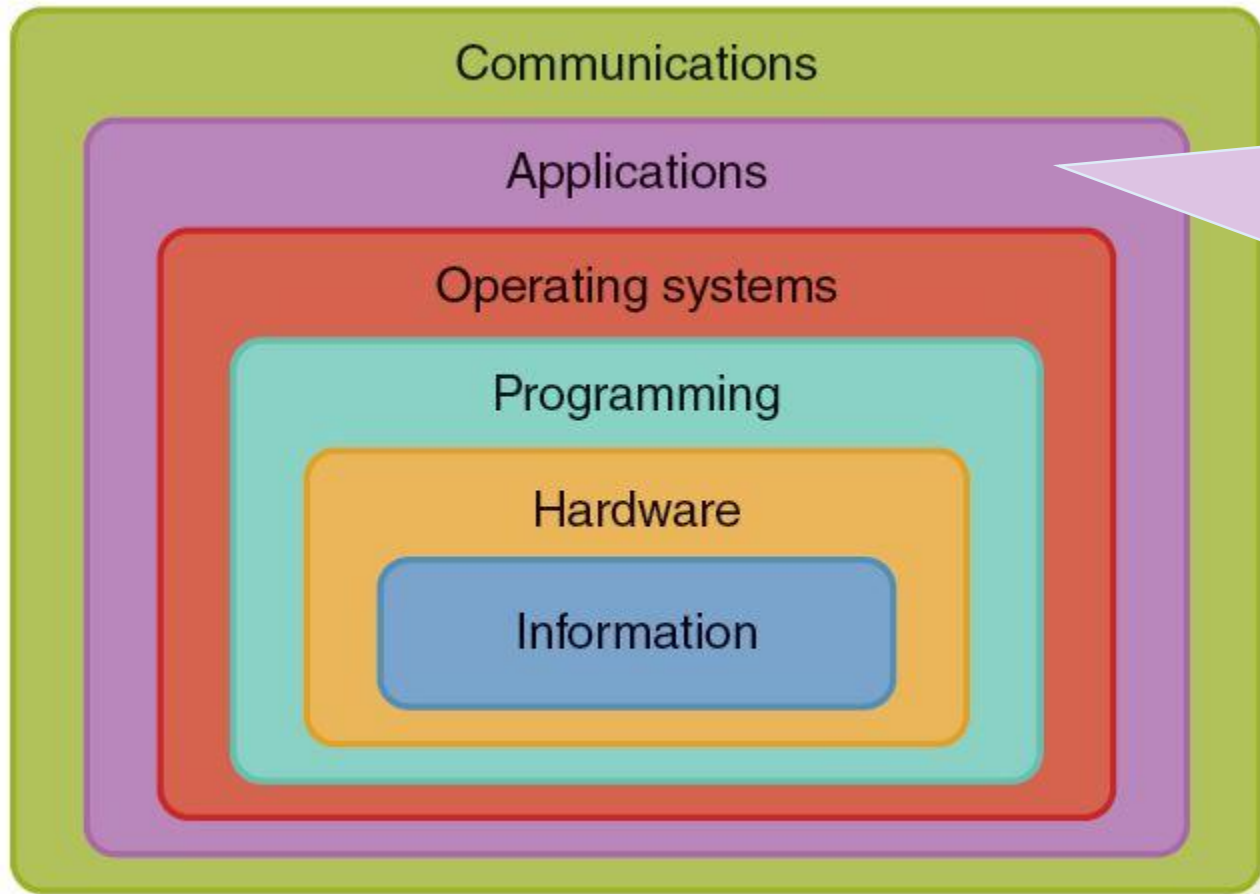 Communications
Applications
Operating systems
Programming
Hardware
Information